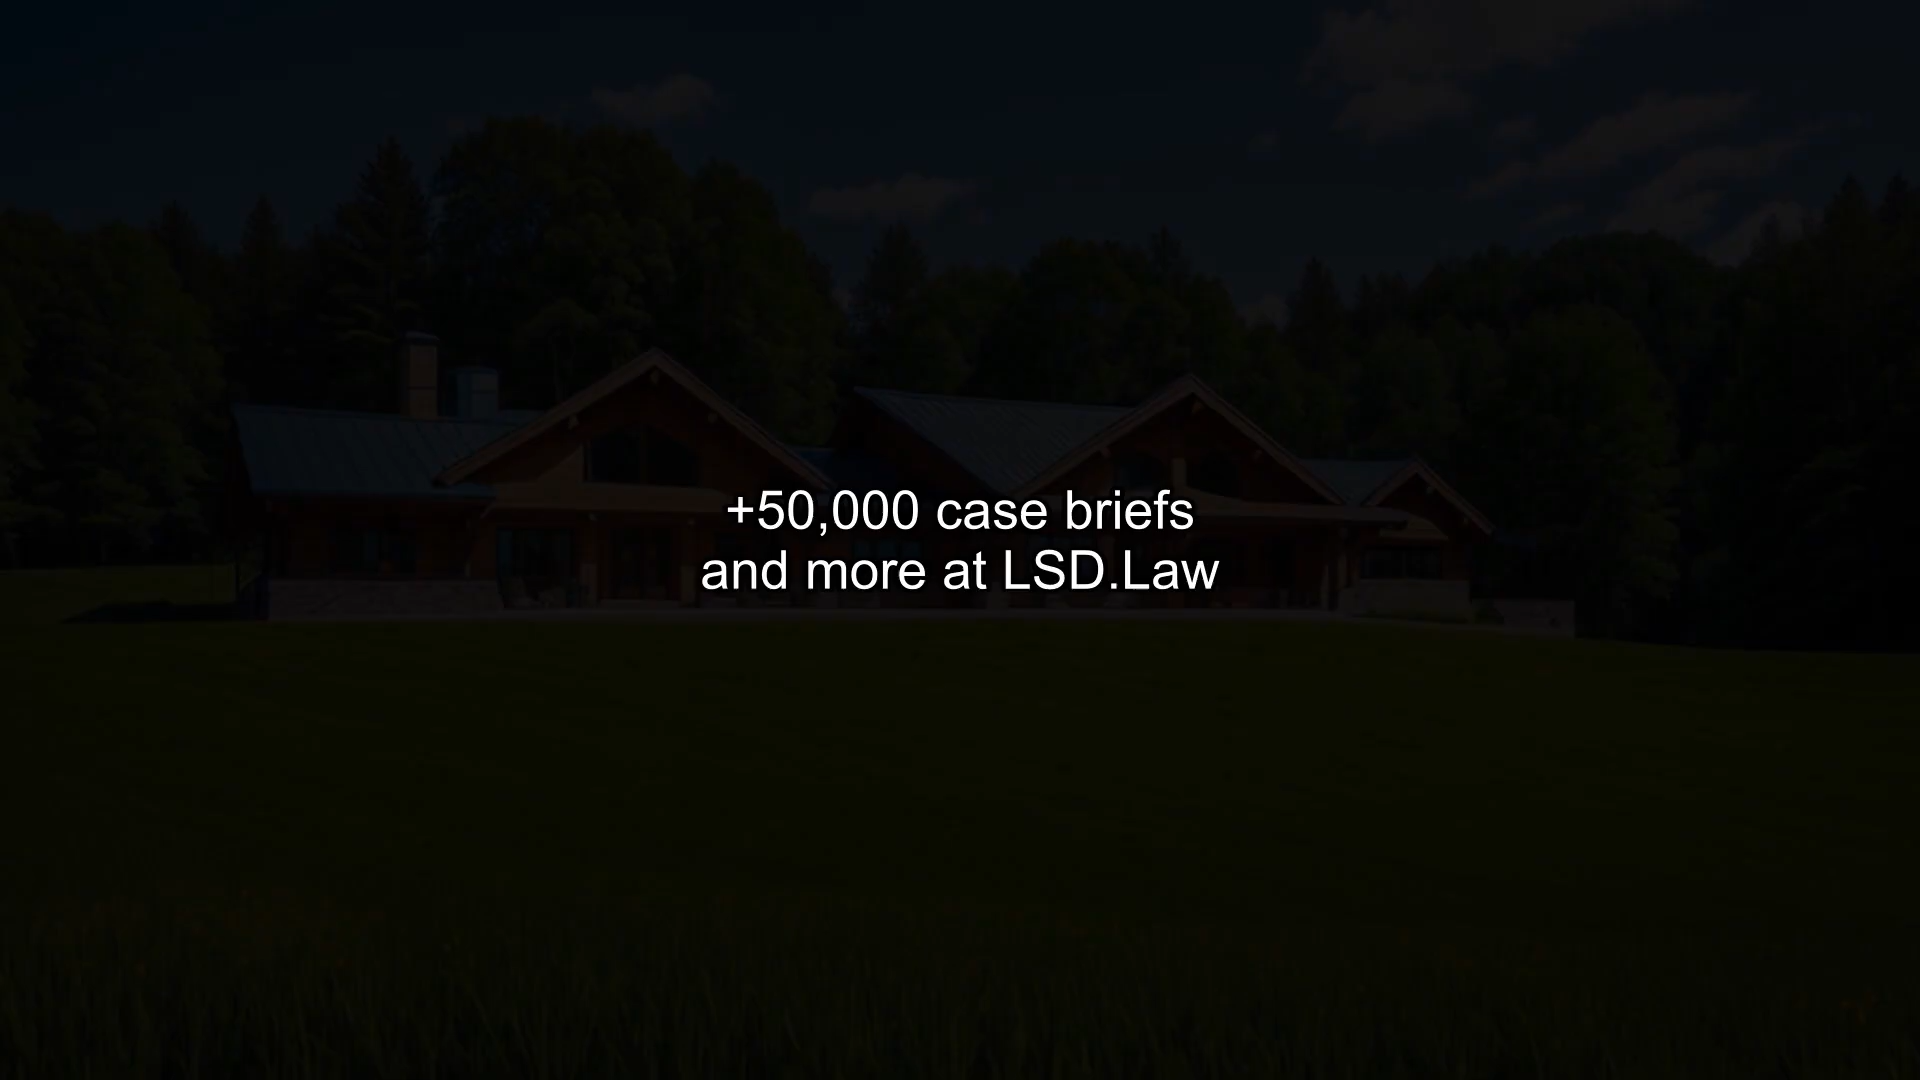 +50,000 case briefs
and more at LSD.Law